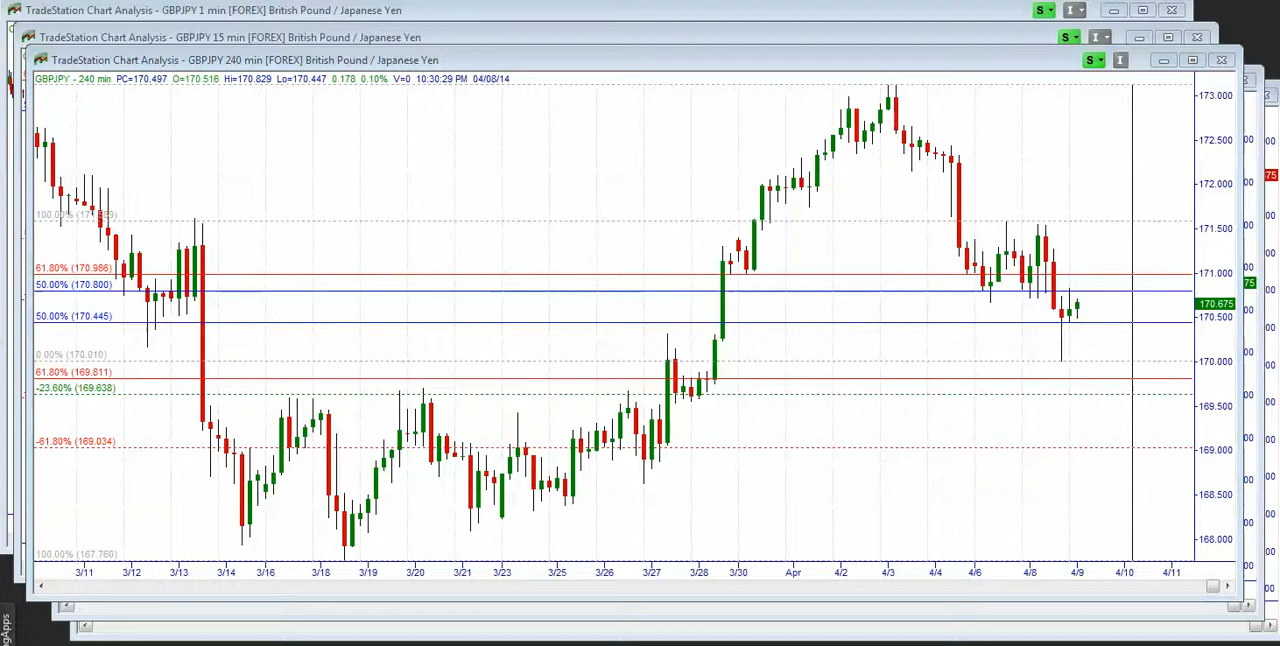 TradeStation Chart Analysis - GBPJPY 1 min [FOREX] British Pound / Japanese Yen
S
I
TradeStation Chart Analysis - GBPJPY 15 min [FOREX] British Pound / Japanese Yen
S
I
TradeStation Chart Analysis - GBPJPY 240 min [FOREX] British Pound / Japanese Yen
S
I
GBPJPY - 240 min PC=170.497 O=170.516 Hi=170.829 Lo=170.447 0.178 0.10% V=0 10:30:29 PM 04/08/14
173.000
172.500
172.000
171.500
171.000
170.675
170.500
170.000
169.500
169.000
168.500
168.000
61.80% (170.986)
50.00% (170.800)
50.00% (170.445)
0.00% (170.010)
61.80% (169.811)
-23.60% (169.638)
-61.80% (169.034)
100.00% (167.760)
3/11 3/12 3/13 3/14 3/16 3/18 3/19 3/20 3/21 3/23 3/25 3/26 3/27 3/28 3/30 Apr 4/2 4/3 4/4 4/6 4/8 4/9 4/10 4/11
75
75
gApps